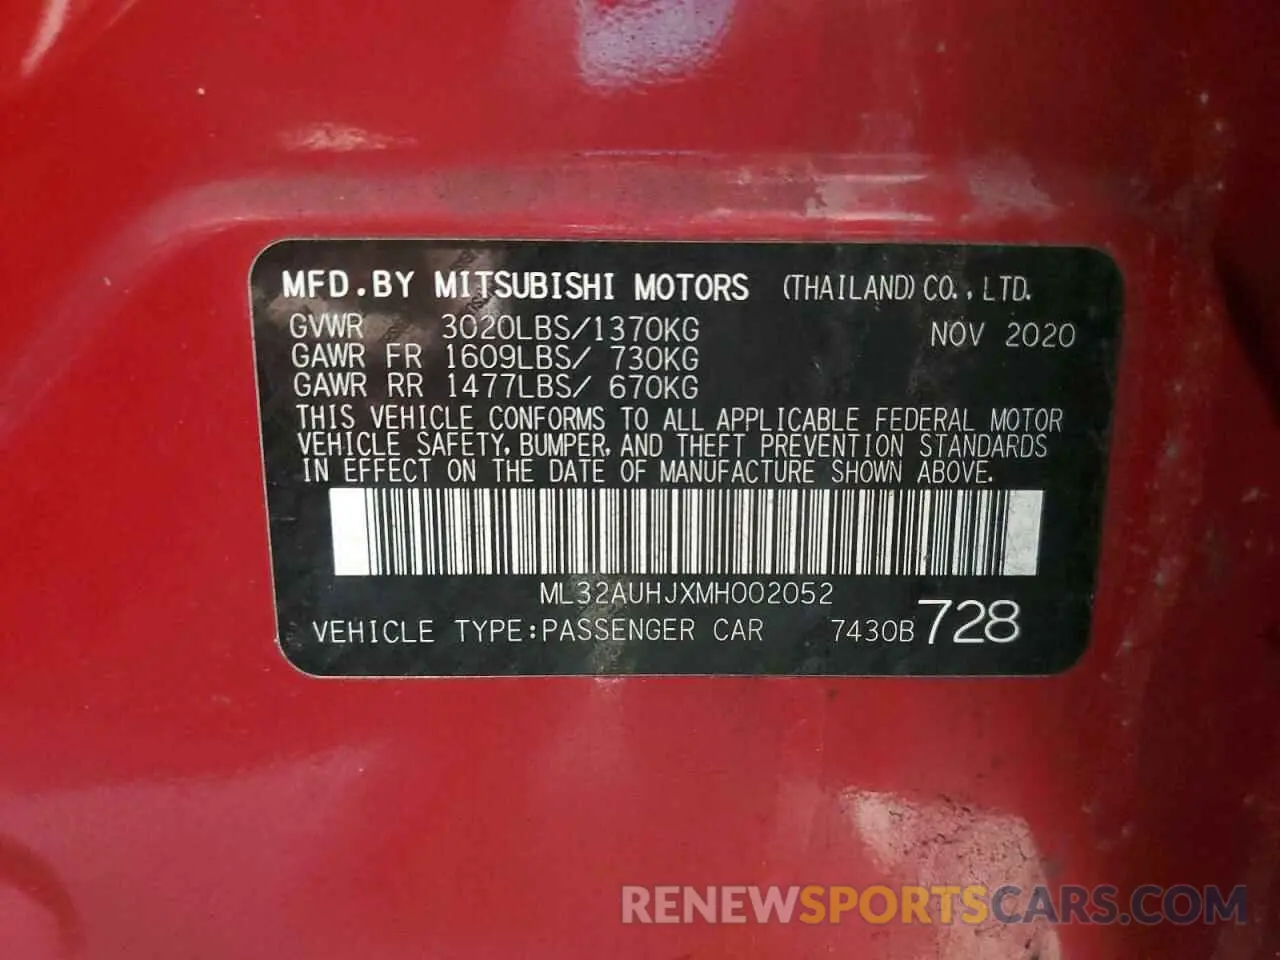 MFD.BY MITSUBISHI MOTORS (THAILAND) CO., LTD.
GVWR 3020LBS/1370KG NOV 2020
GAWR FR 1609LBS/ 730KG
GAWR RR 1477LBS/ 670KG
THIS VEHICLE CONFORMS TO ALL APPLICABLE FEDERAL MOTOR
VEHICLE SAFETY, BUMPER, AND THEFT PREVENTION STANDARDS
IN EFFECT ON THE DATE OF MANUFACTURE SHOWN ABOVE.
ML32AUHJXMH002052
VEHICLE TYPE:PASSENGER CAR 7430B 728
RENEWSPORTSCARS.COM